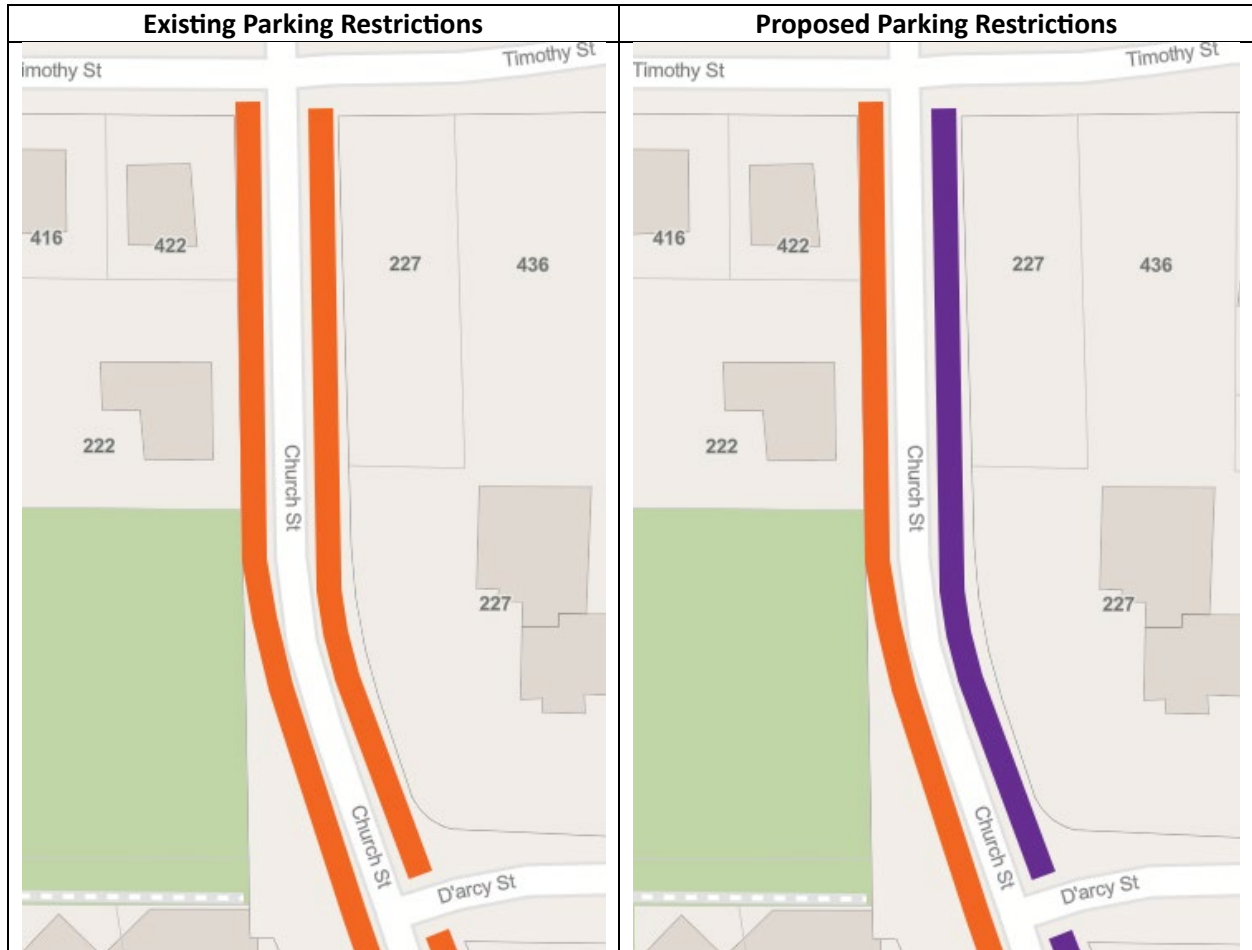 Existing Parking Restrictions
Proposed Parking Restrictions
imothy St
Timothy St
416
422
227
436
222
Church St
227
Church St
D'arcy St
Timothy St
Timothy St
416
422
227
436
222
Church St
227
Church St
D'arcy St